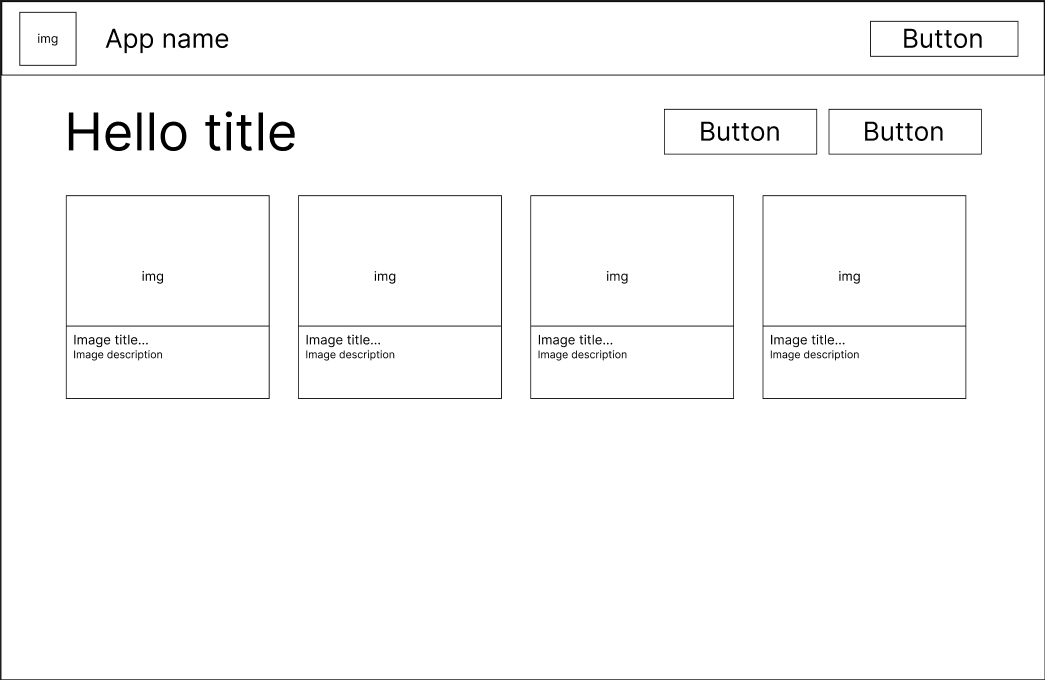 img
App name
Button
Hello title
Button
Button
img
img
img
img
Image title...
Image description
Image title...
Image description
Image title...
Image description
Image title...
Image description